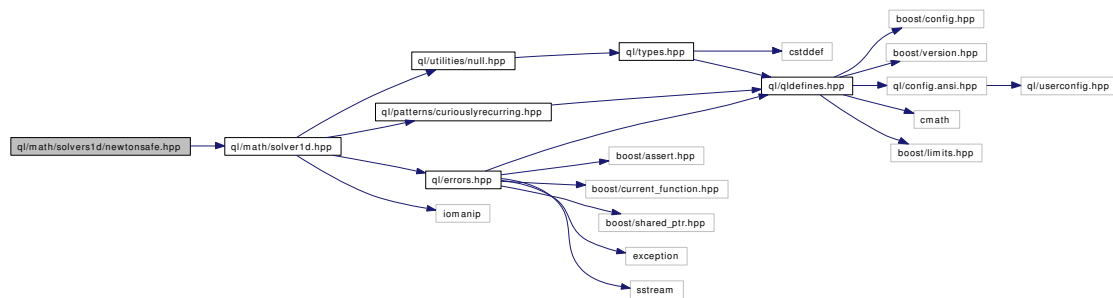 boost/config.hpp
ql/types.hpp
cstddef
boost/version.hpp
ql/utilities/null.hpp
ql/qldefines.hpp
ql/config.ansi.hpp
ql/userconfig.hpp
ql/patterns/curiouslyrecurring.hpp
cmath
ql/math/solvers1d/newtonsafe.hpp
ql/math/solver1d.hpp
boost/limits.hpp
boost/assert.hpp
ql/errors.hpp
boost/current_function.hpp
iomanip
boost/shared_ptr.hpp
exception
sstream